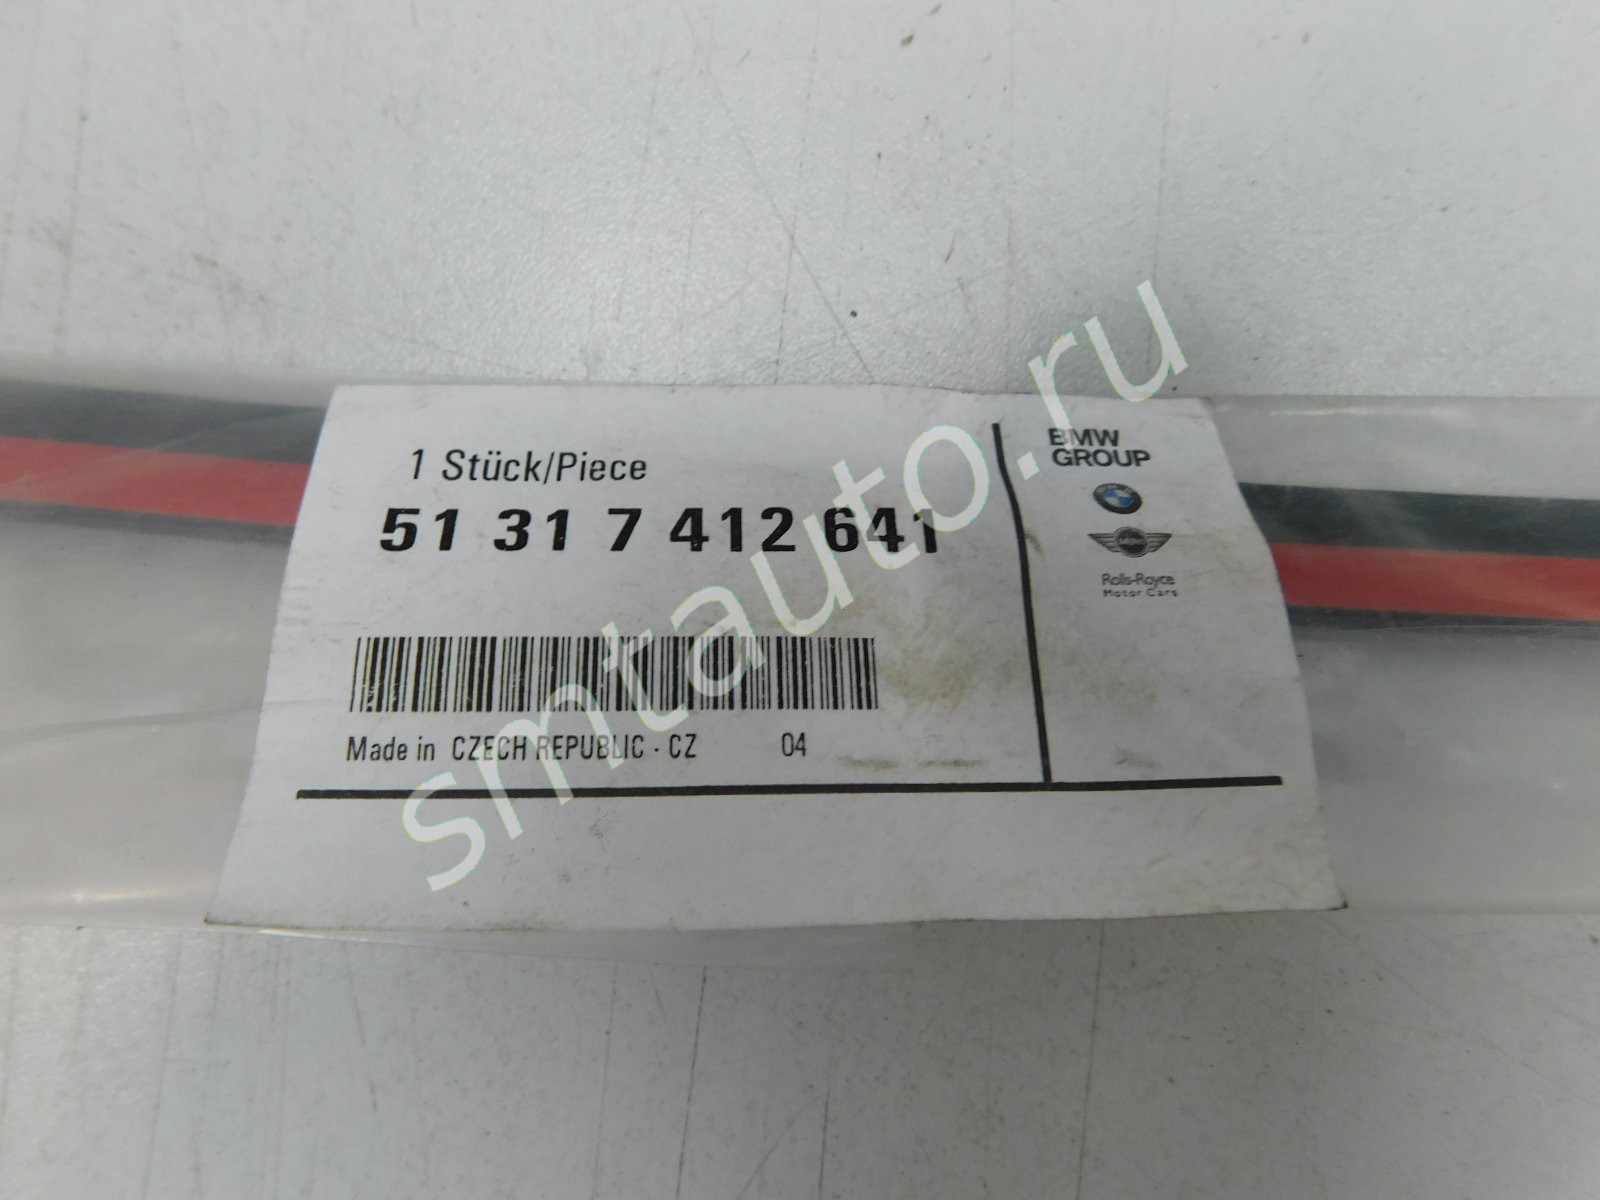 1 Stück/Piece
51 31 7 412 641
Made in CZECH REPUBLIC - CZ 04
BMW
GROUP
Rolls-Royce
Motor Cars
smtauto.ru